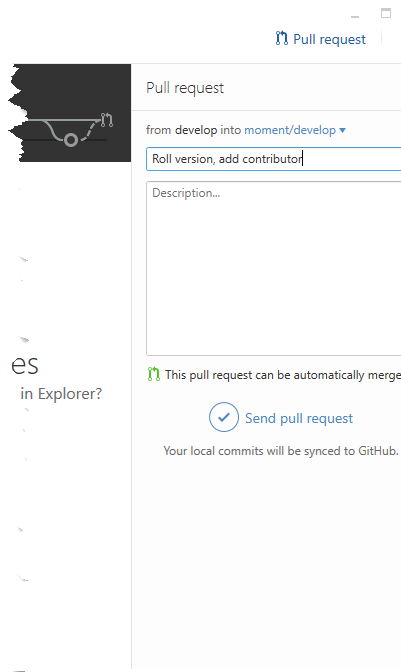 Pull request
Pull request
from develop into moment/develop
Roll version, add contributor
Description...
es
in Explorer?
This pull request can be automatically merge
Send pull request
Your local commits will be synced to GitHub.